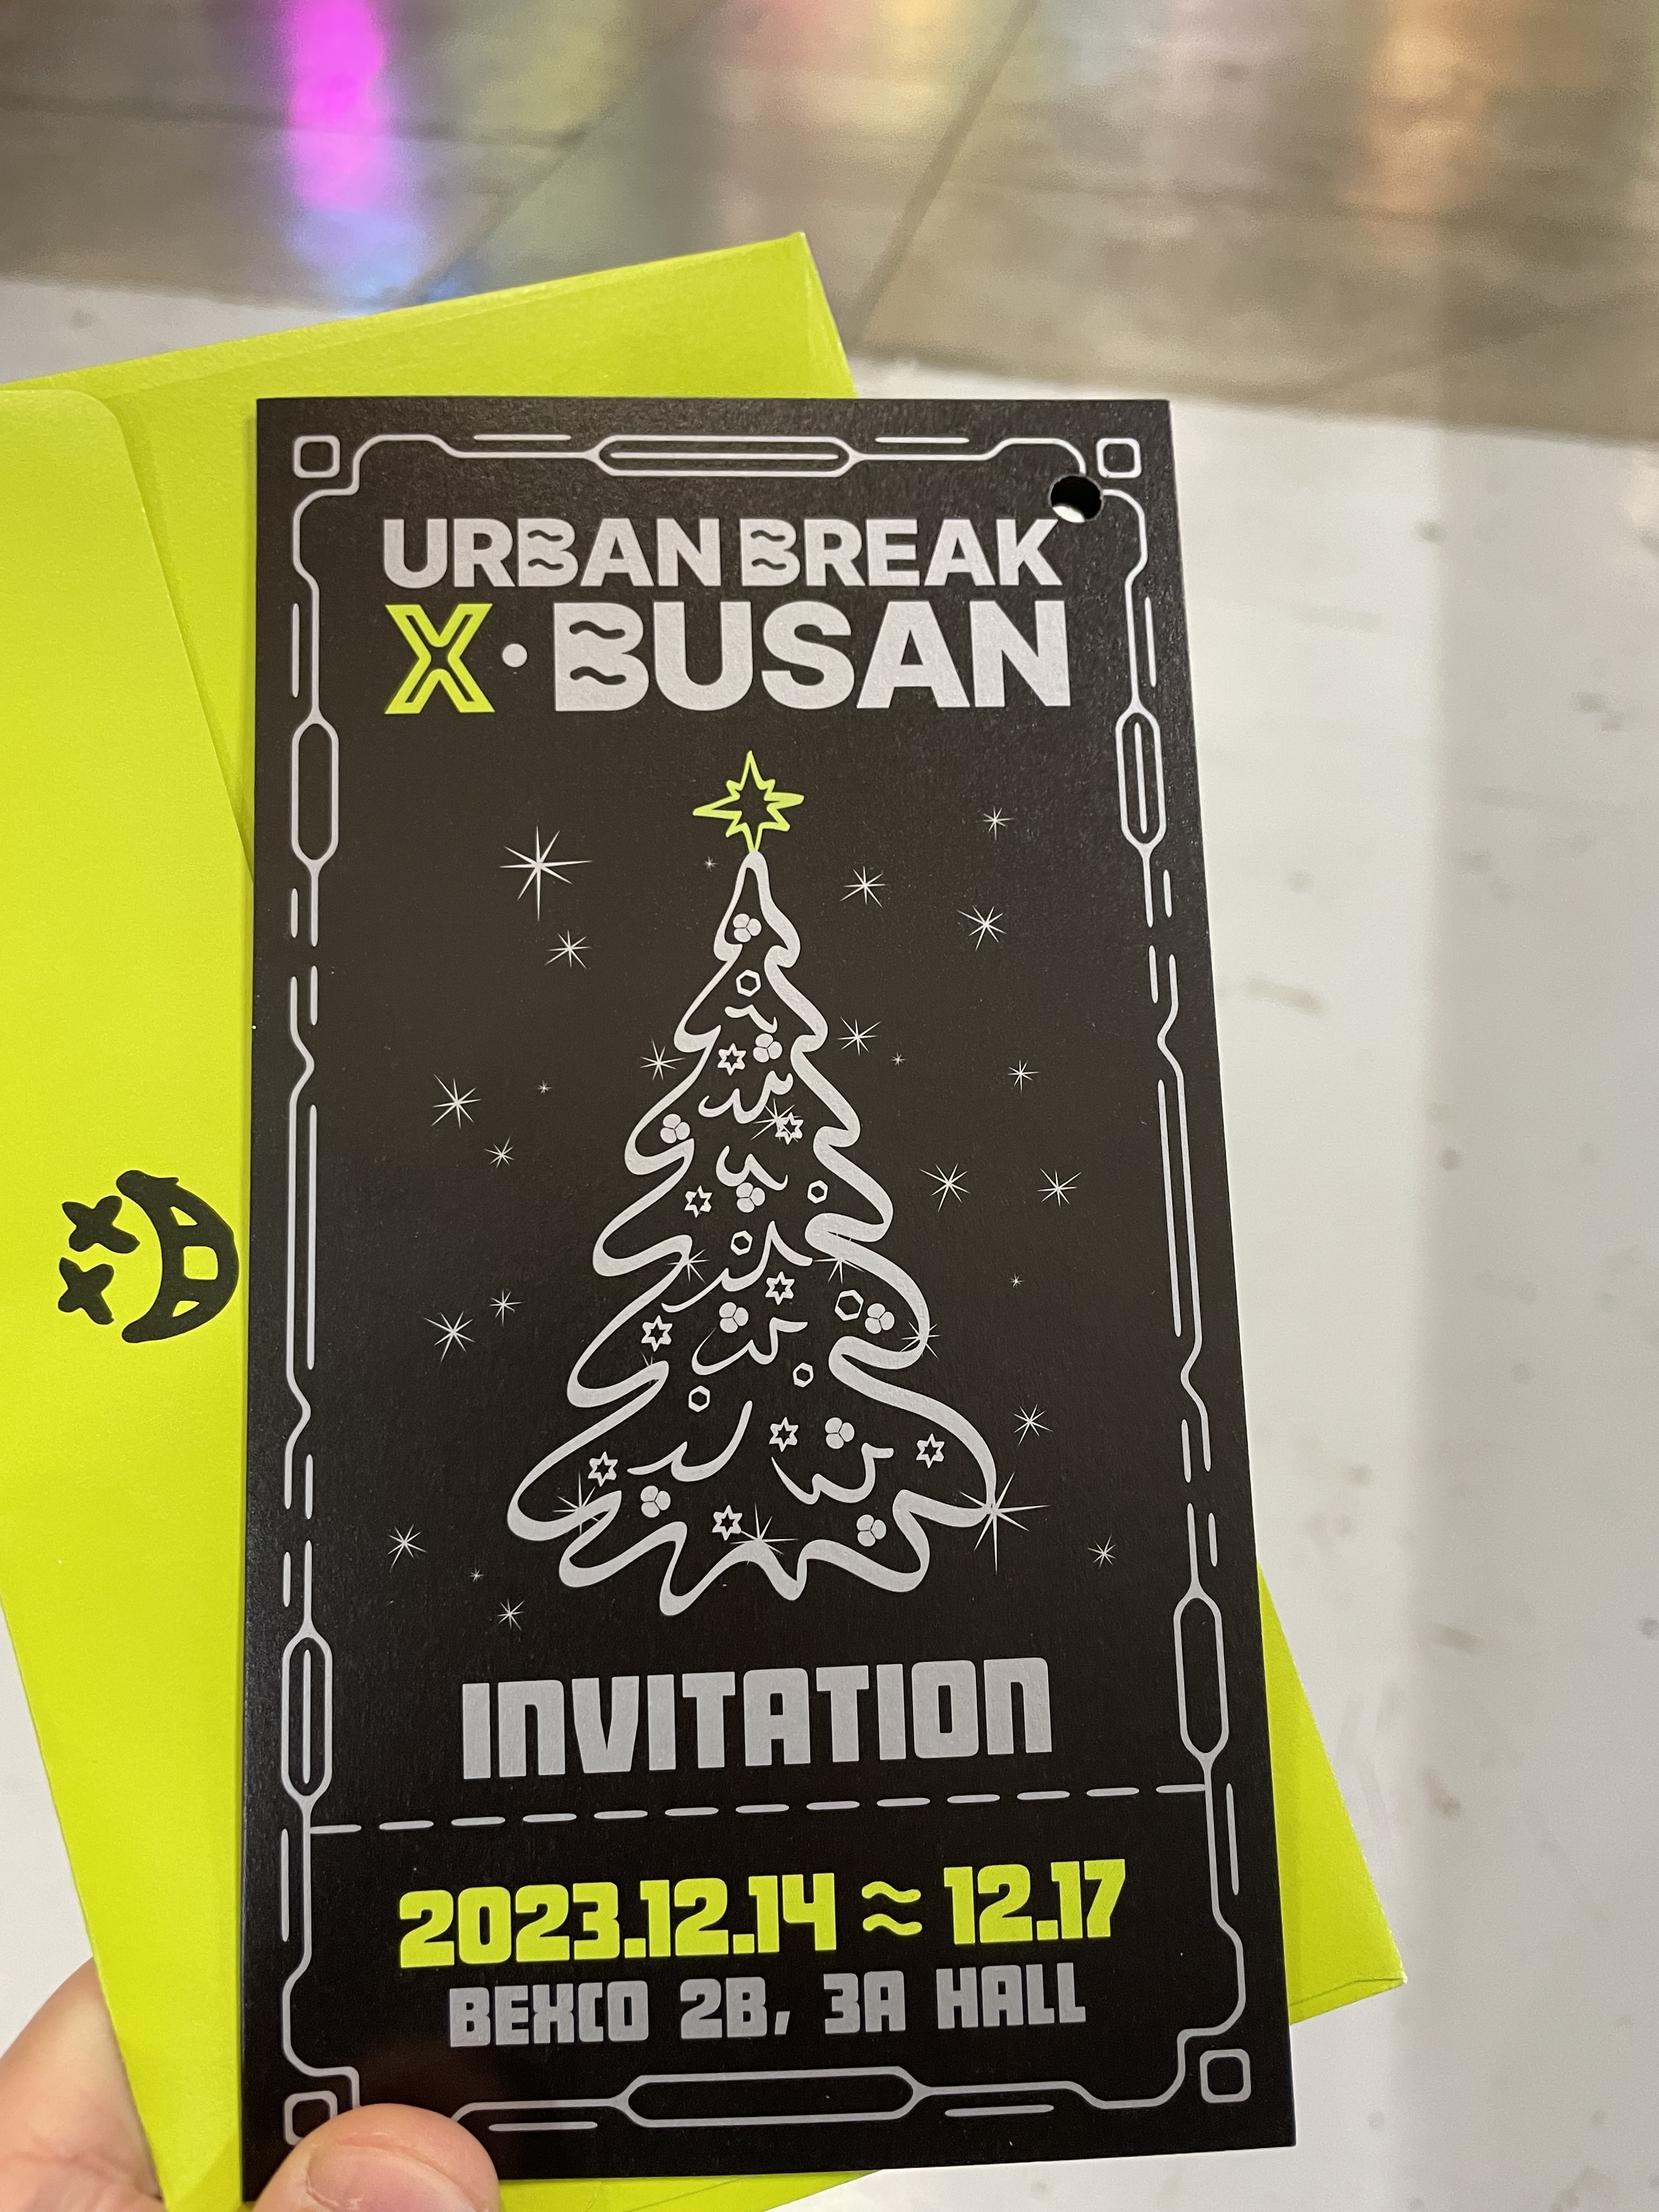 URBAN BREAK
X·BUSAN
INVITATION
2023.12.14 ≈ 12.17
BEXCO 2B, 3A HALL